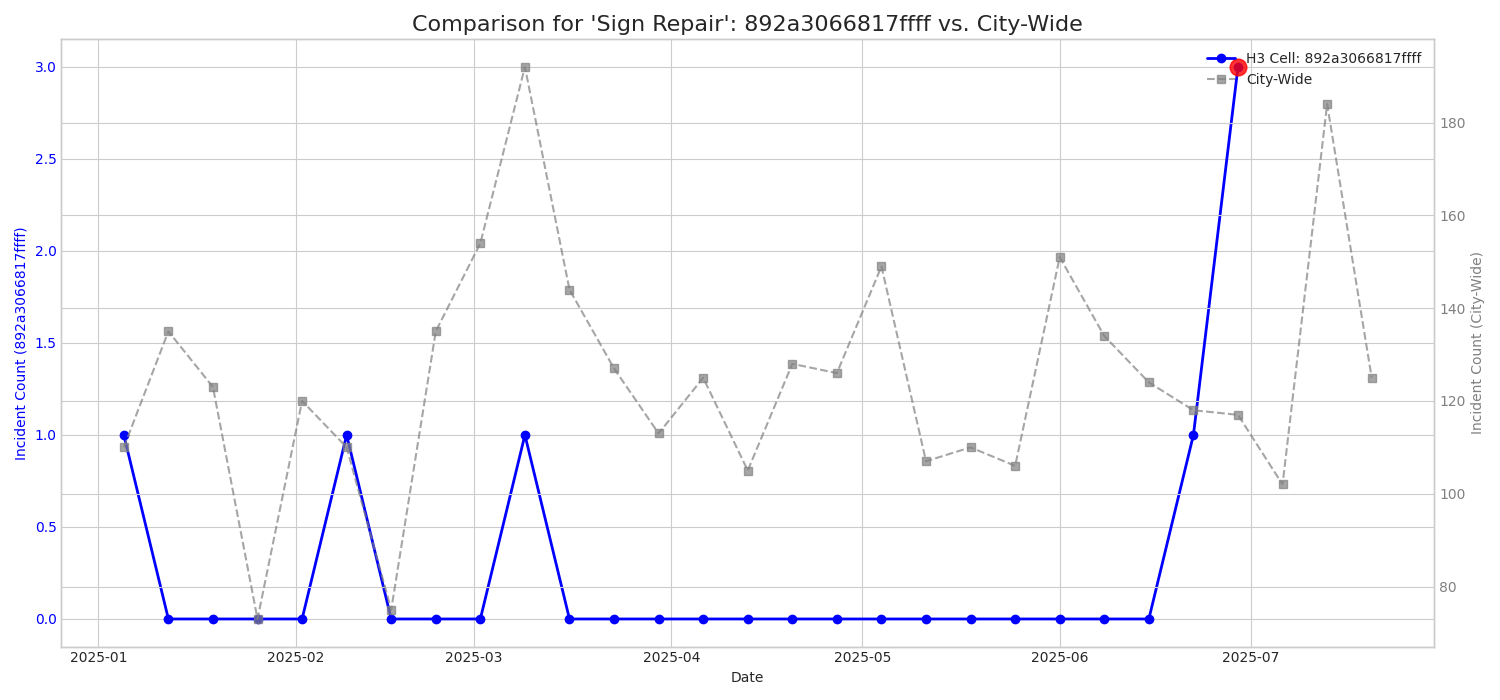 Comparison for 'Sign Repair': 892a3066817ffff vs. City-Wide
H3 Cell: 892a3066817ffff
City-Wide
Incident Count (892a3066817ffff)
3.0
2.5
2.0
1.5
1.0
0.5
0.0
180
160
140
120
100
80
Incident Count (City-Wide)
2025-01 2025-02 2025-03 2025-04 2025-05 2025-06 2025-07
Date